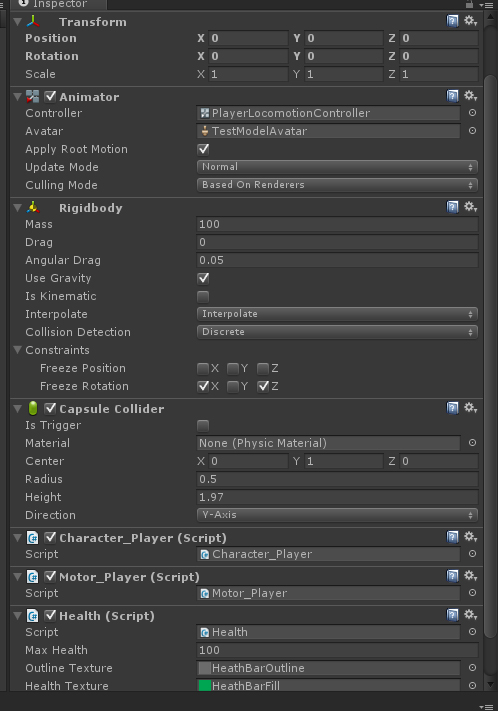 Inspector
Transform
Position X 0 Y 0 Z 0
Rotation X 0 Y 0 Z 0
Scale X 1 Y 1 Z 1
Animator
Controller PlayerLocomotionController
Avatar TestModelAvatar
Apply Root Motion
Update Mode Normal
Culling Mode Based On Renderers
Rigidbody
Mass 100
Drag 0
Angular Drag 0.05
Use Gravity
Is Kinematic
Interpolate Interpolate
Collision Detection Discrete
Constraints
Freeze Position X Y Z
Freeze Rotation X Y Z
Capsule Collider
Is Trigger
Material None (Physic Material)
Center X 0 Y 1 Z 0
Radius 0.5
Height 1.97
Direction Y-Axis
Character_Player (Script)
Script Character_Player
Motor_Player (Script)
Script Motor_Player
Health (Script)
Script Health
Max Health 100
Outline Texture HeathBarOutline
Health Texture HeathBarFill